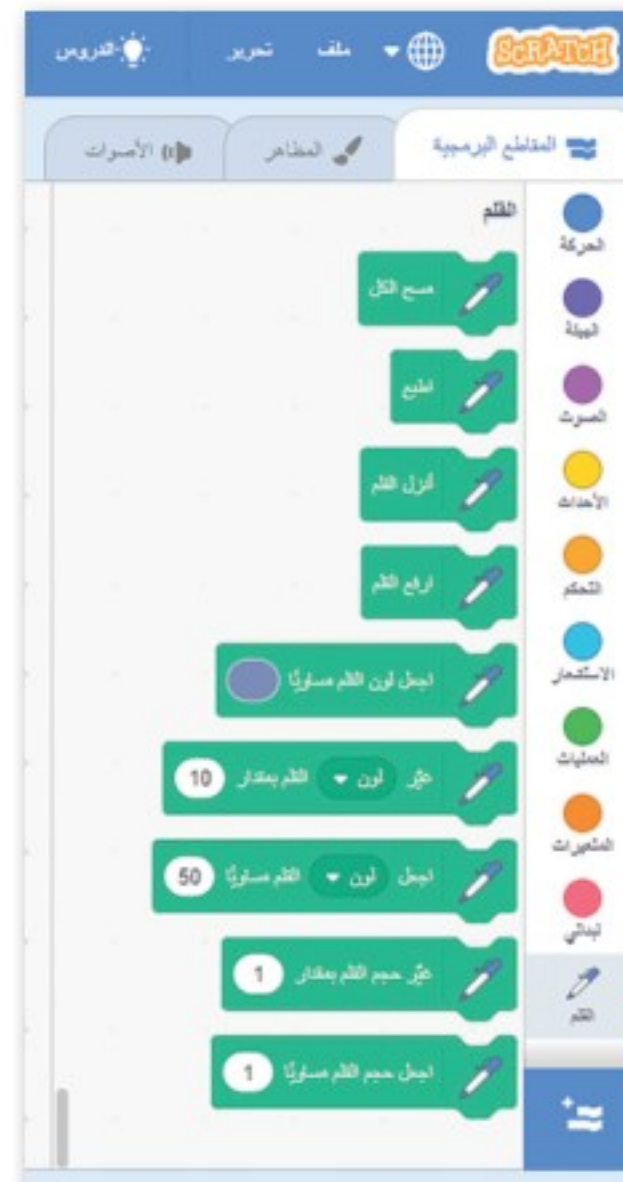 SCRATCH ملف تحرير الدروس
المقاطع البرمجية المظاهر الأصوات
الحركة
الهيئة
الصوت
الأحداث
التحكم
الاستشعار
العمليات
المتغيرات
لبناتي
القلم
القلم
مسح الكل
اطبع
أنزل القلم
ارفع القلم
اجعل لون القلم مساويًا
غيّر لون القلم بمقدار 10
اجعل لون القلم مساويًا 50
غيّر حجم القلم بمقدار 1
اجعل حجم القلم مساويًا 1